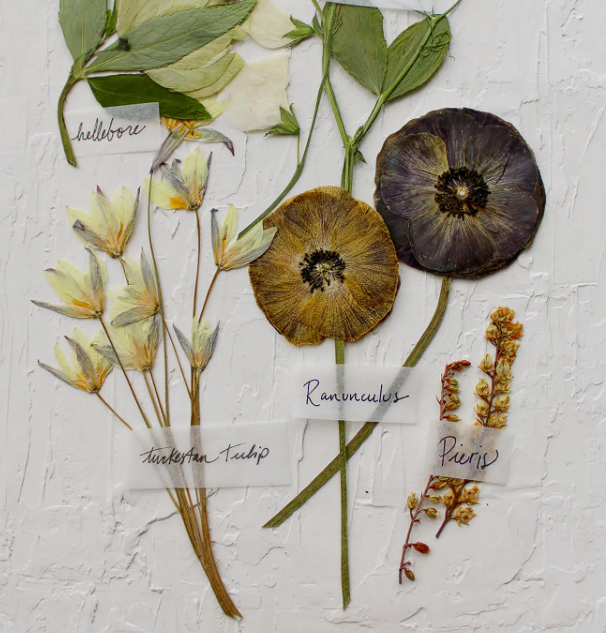 hellebore
Ranunculus
turkestan Tulip
Pieris